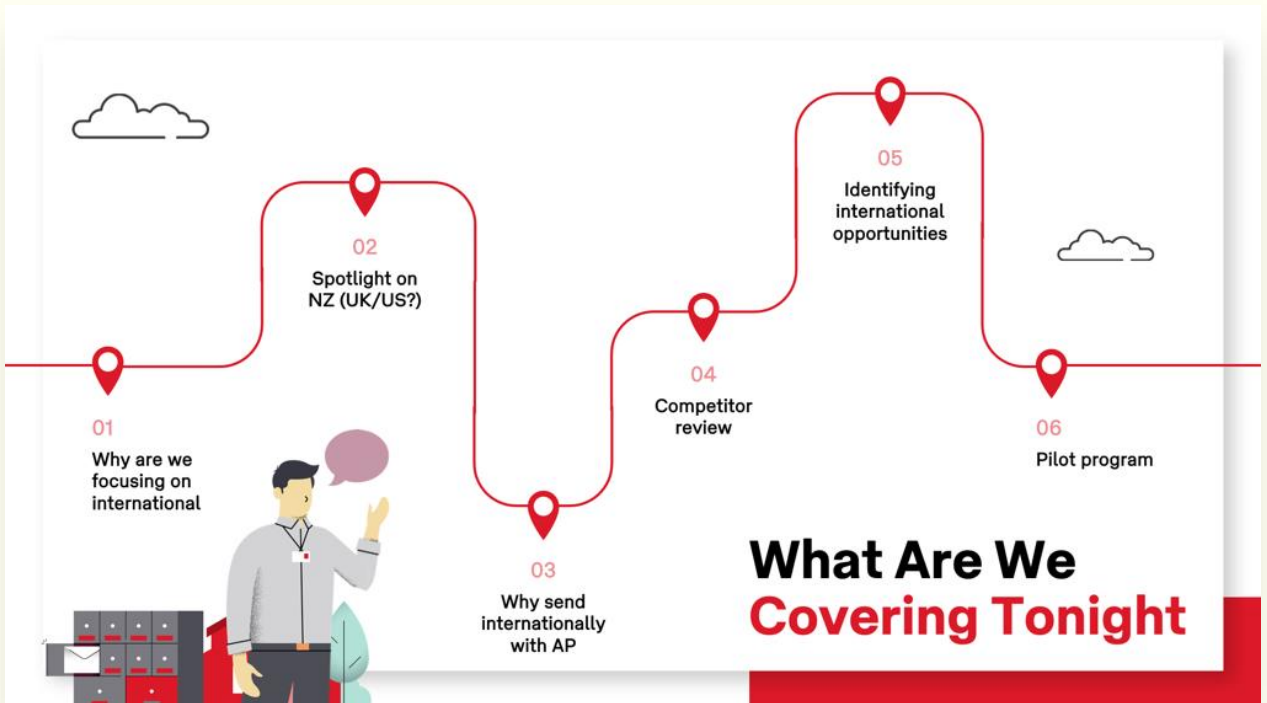 01
Why are we
focusing on
international
02
Spotlight on
NZ (UK/US?)
03
Why send
internationally
with AP
04
Competitor
review
05
Identifying
international
opportunities
06
Pilot program
What Are We
Covering Tonight